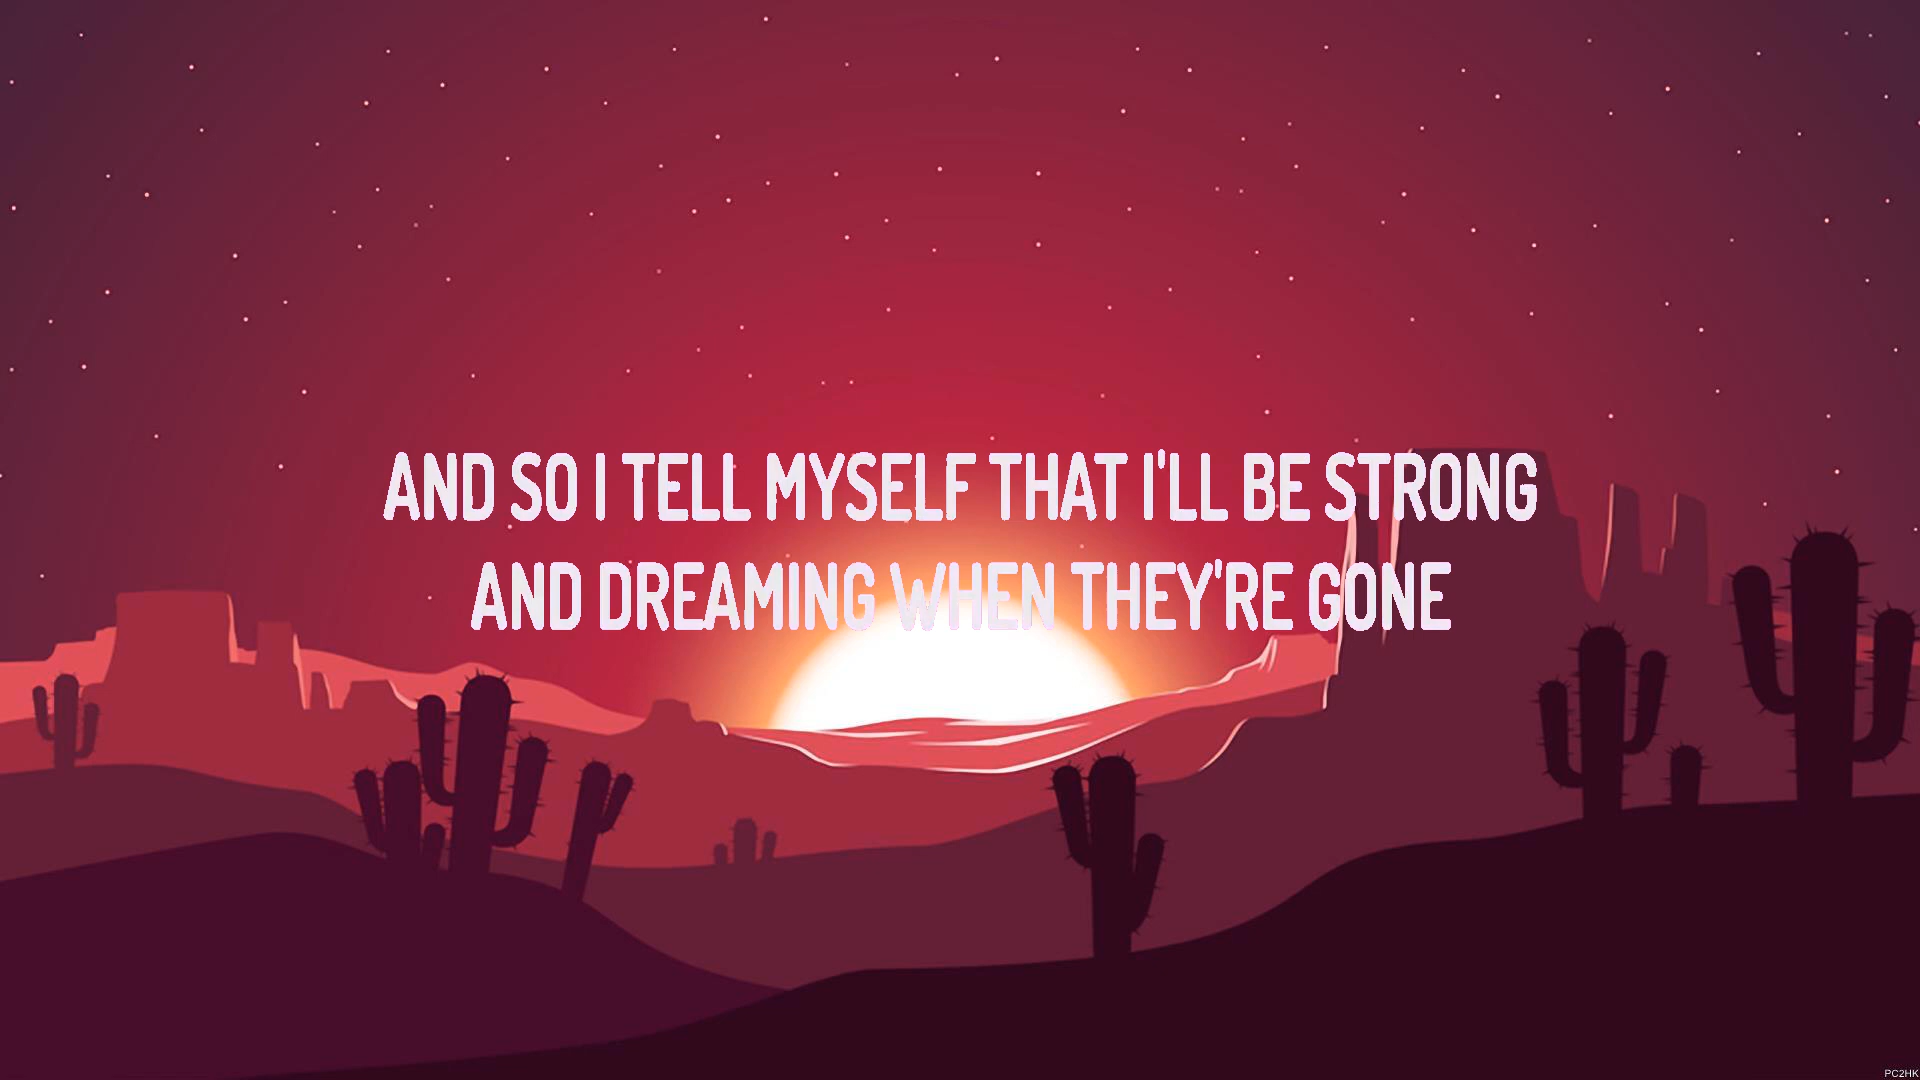 AND SO I TELL MYSELF THAT I'LL BE STRONG
AND DREAMING WHEN THEY'RE GONE
PC2HK